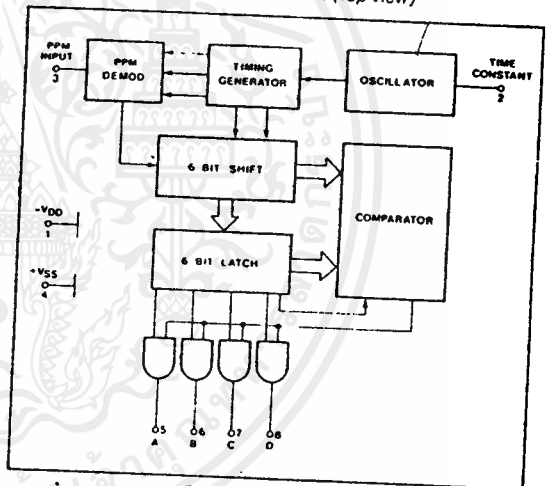 (Top view)
PPM
INPUT
3
PPM
DEMOD
TIMING
GENERATOR
OSCILLATOR
TIME
CONSTANT
2
6 BIT SHIFT
COMPARATOR
-VDD
1
6 BIT LATCH
+VSS
4
5
A
6
B
7
C
8
D